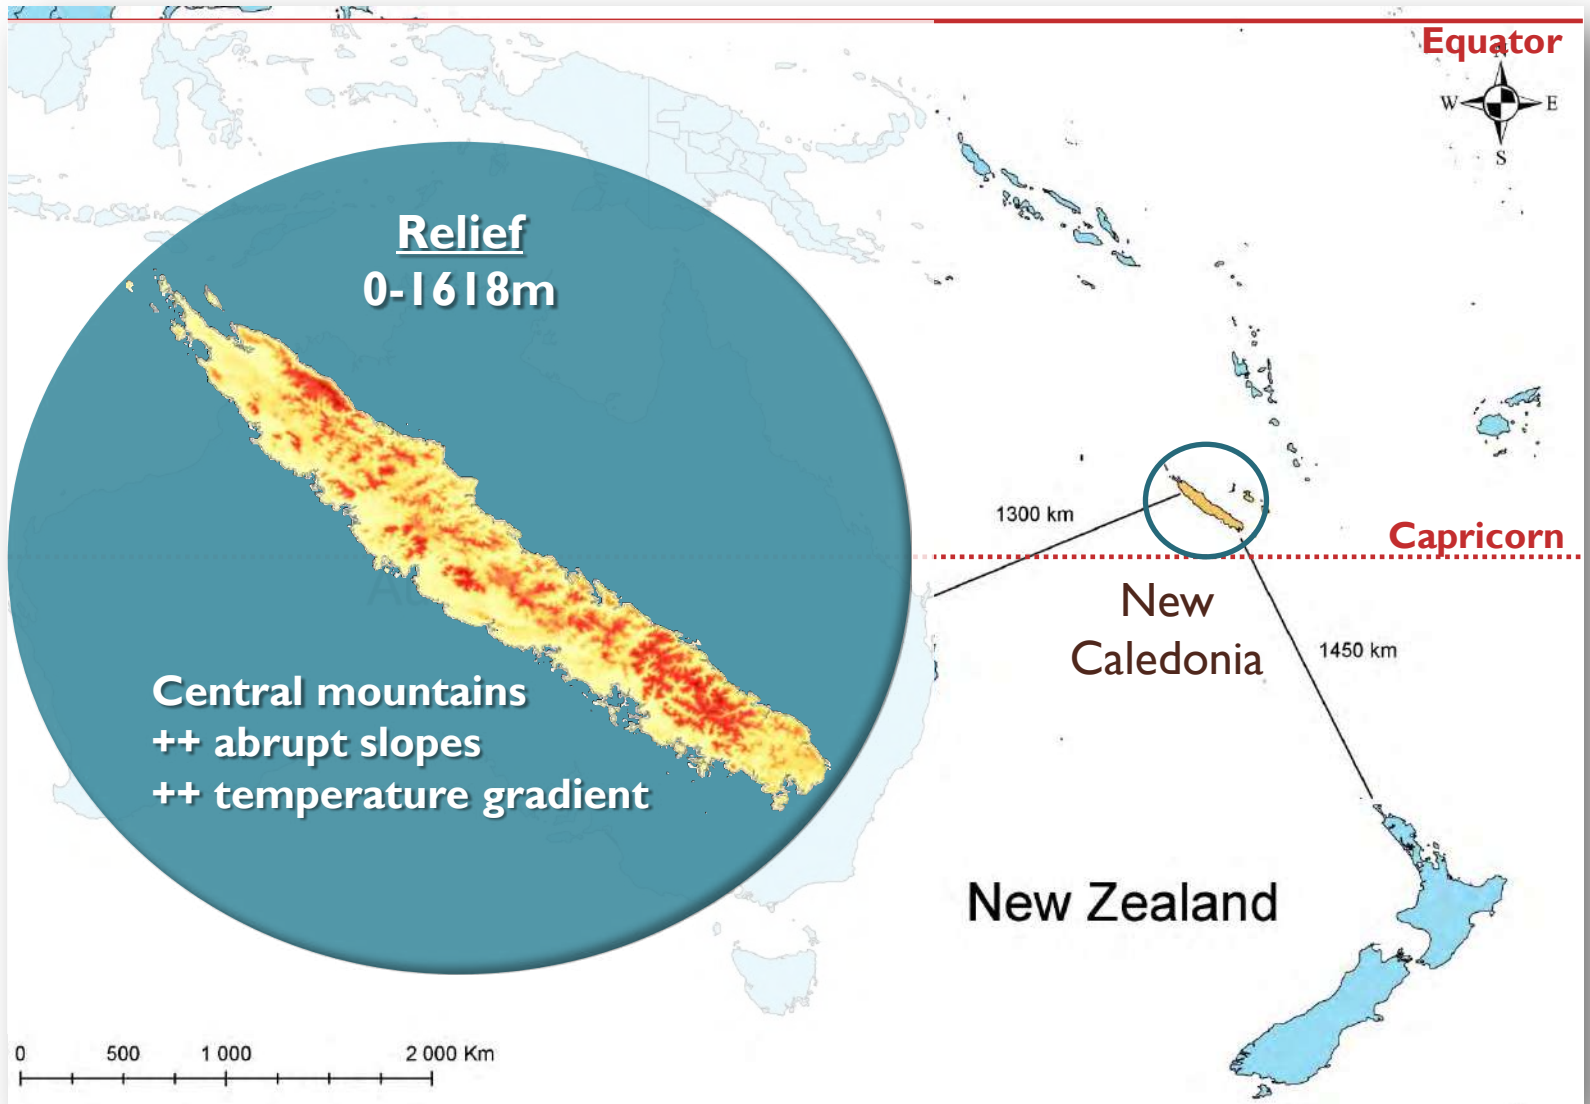 Equator
N
W
E
S
Relief
0-1618m
1300 km
Capricorn
New
Caledonia
1450 km
Central mountains
++ abrupt slopes
++ temperature gradient
New Zealand
0 500 1 000 2 000 Km